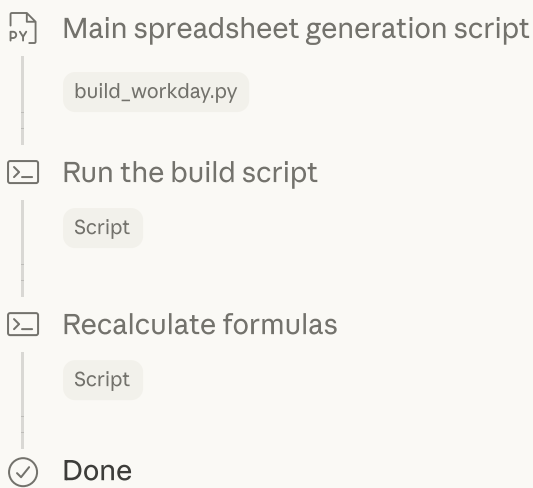 PY
Main spreadsheet generation script
build_workday.py
Run the build script
Script
Recalculate formulas
Script
Done